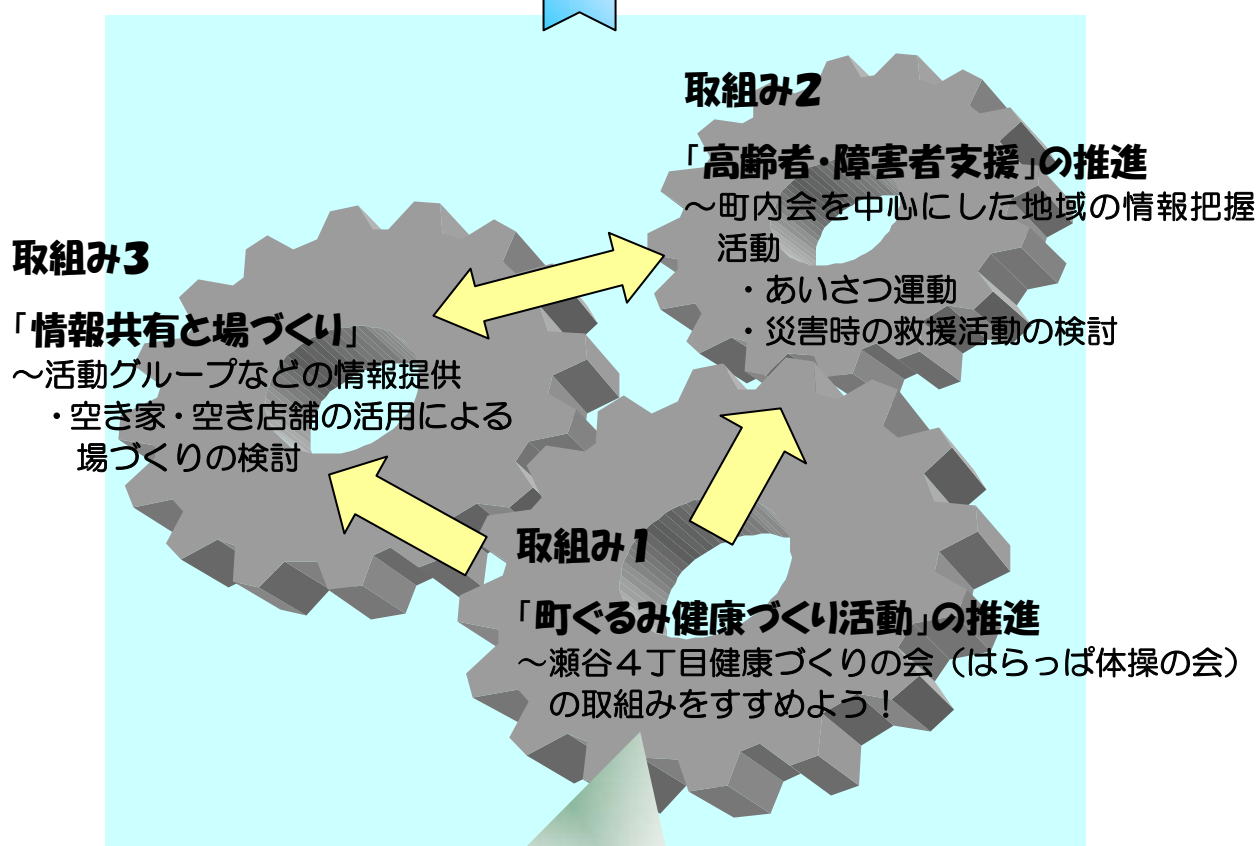 取組み2
「高齢者・障害者支援」の推進
～町内会を中心にした地域の情報把握
活動
・あいさつ運動
・災害時の救援活動の検討
取組み3
「情報共有と場づくり」
～活動グループなどの情報提供
・空き家・空き店舗の活用による
場づくりの検討
取組み1
「町ぐるみ健康づくり活動」の推進
～瀬谷４丁目健康づくりの会（はらっぱ体操の会）
の取組みをすすめよう！